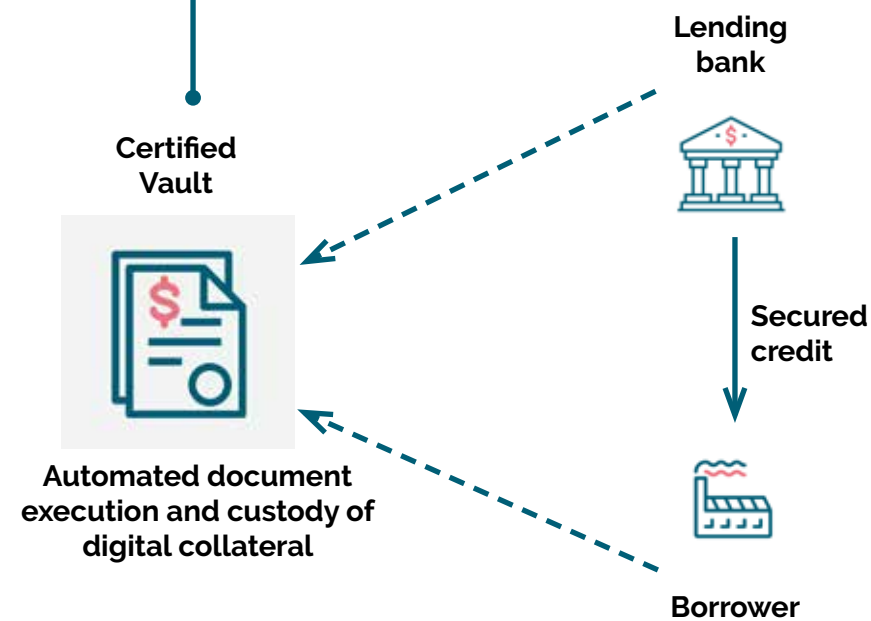 Lending
bank
Certified
Vault
$
$
Secured
credit
Automated document
execution and custody of
digital collateral
Borrower